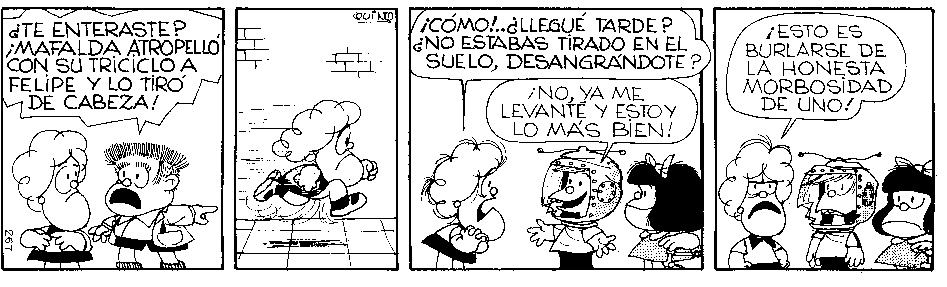 ¿TE ENTERASTE?
¡MAFALDA ATROPELLÓ
CON SU TRICICLO A
FELIPE Y LO TIRÓ
DE CABEZA!
267
QUINO
¡CÓMO!..¿LLEGUÉ TARDE?
¿NO ESTABAS TIRADO EN EL
SUELO, DESANGRÁNDOTE?
¡NO, YA ME
LEVANTÉ Y ESTOY
LO MÁS BIEN!
¡ESTO ES
BURLARSE DE
LA HONESTA
MORBOSIDAD
DE UNO!